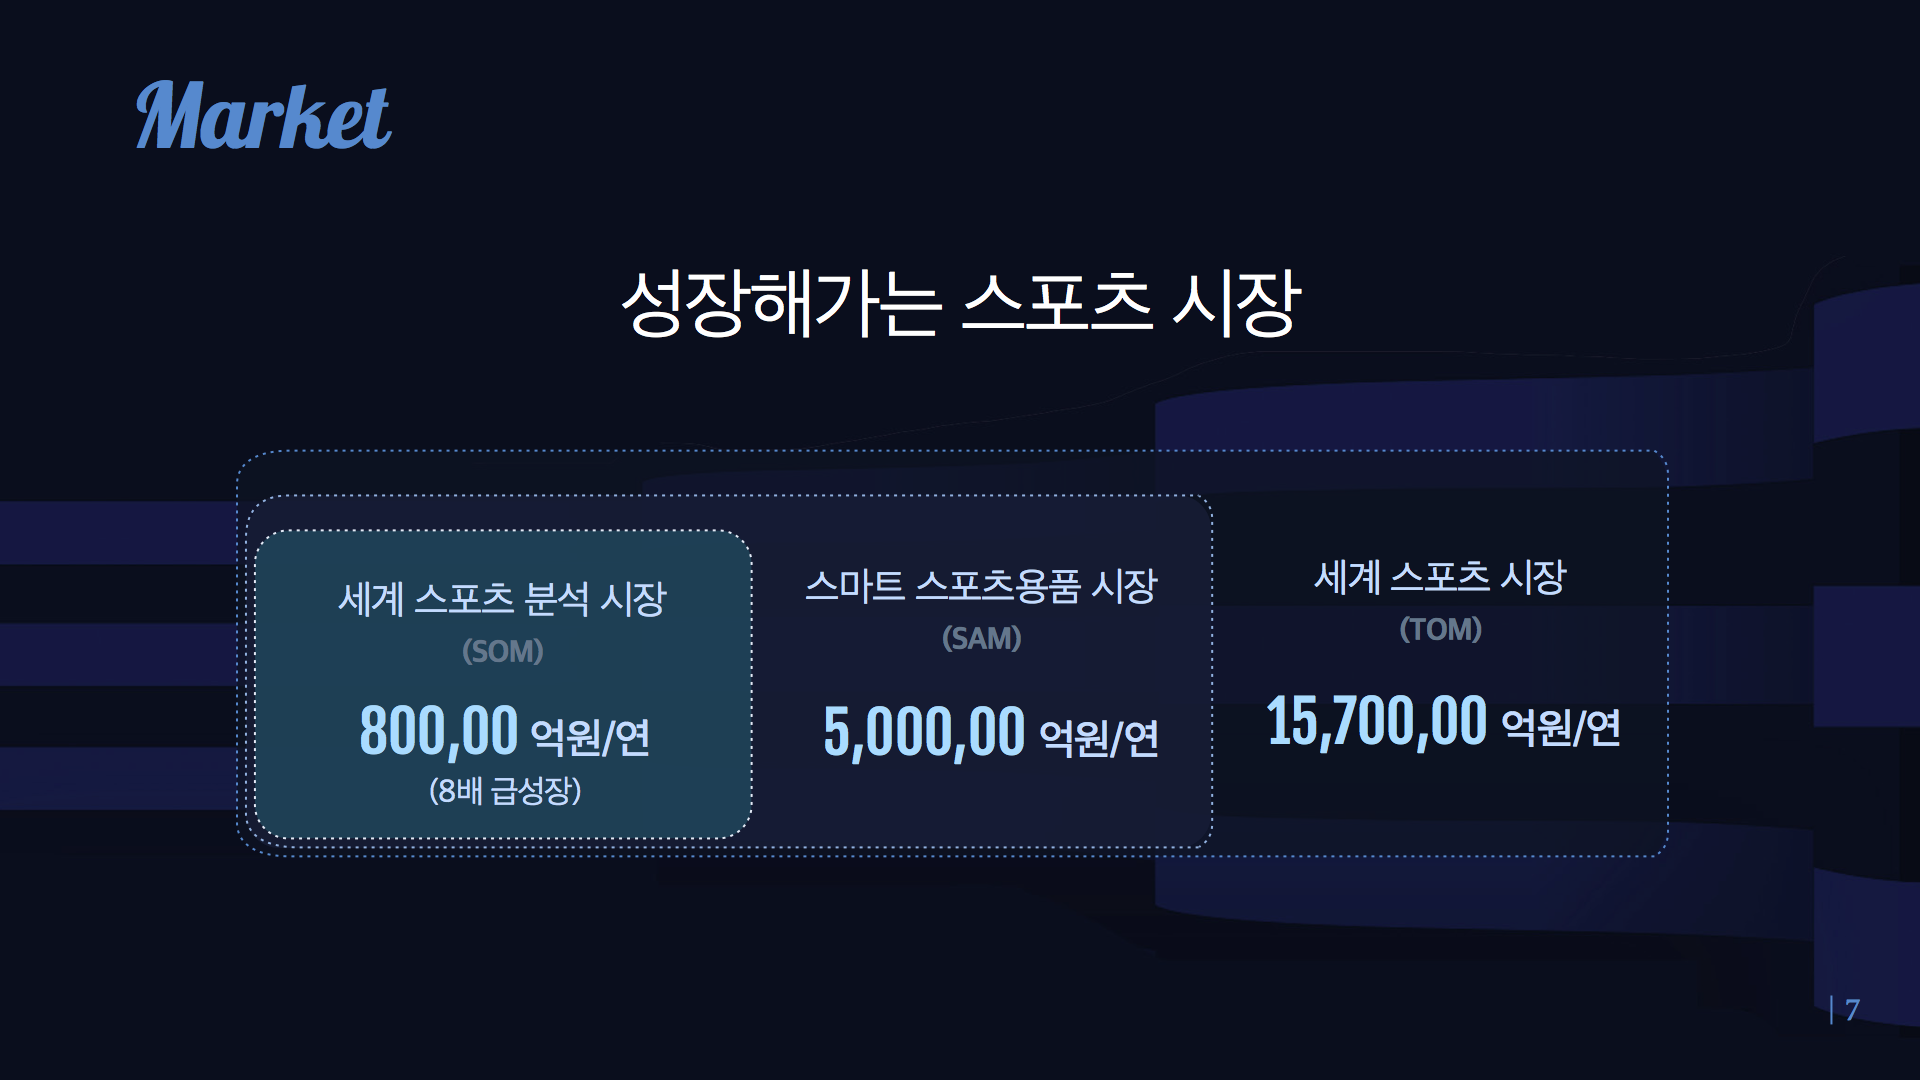 Market
성장해가는 스포츠 시장
세계 스포츠 분석 시장
(SOM)
800,00 억원/연
(8배 급성장)
스마트 스포츠용품 시장
(SAM)
5,000,00 억원/연
세계 스포츠 시장
(TOM)
15,700,00 억원/연
7